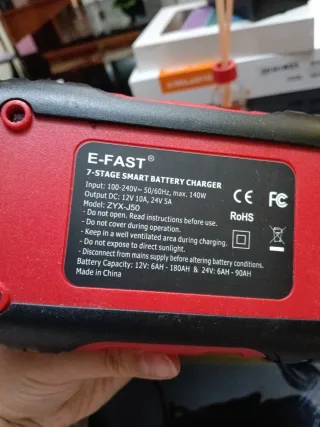 E-FAST®
7-STAGE SMART BATTERY CHARGER
Input: 100-240V~ 50/60Hz, max. 140W
Output DC: 12V 10A, 24V 5A
Model: ZYX-J50
- Do not open. Read instructions before use.
- Do not cover during operation.
- Keep in a well ventilated area during charging.
- Do not expose to direct sunlight.
- Disconnect from mains supply before altering battery conditions.
Battery Capacity: 12V: 6AH - 180AH & 24V: 6AH - 90AH
Made in China
CE FC
RoHS